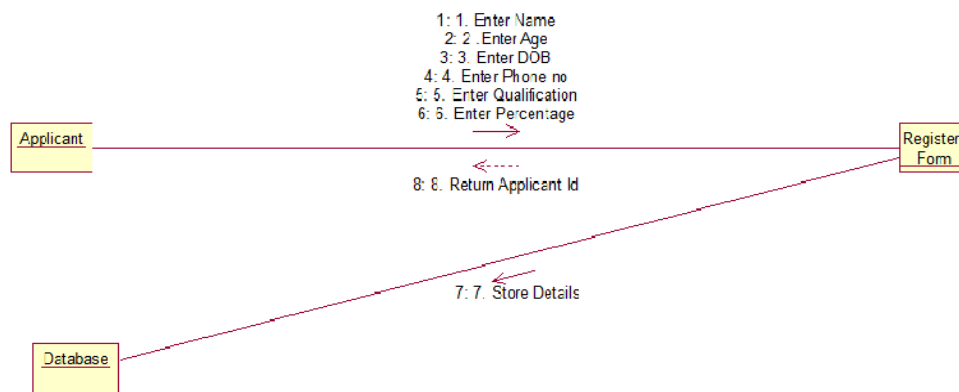 1: 1. Enter Name
2: 2 .Enter Age
3: 3. Enter DOB
4: 4. Enter Phone no
5: 5. Enter Qualification
6: 6. Enter Percentage
Applicant
Register
Form
8: 8. Return Applicant Id
7: 7. Store Details
Database